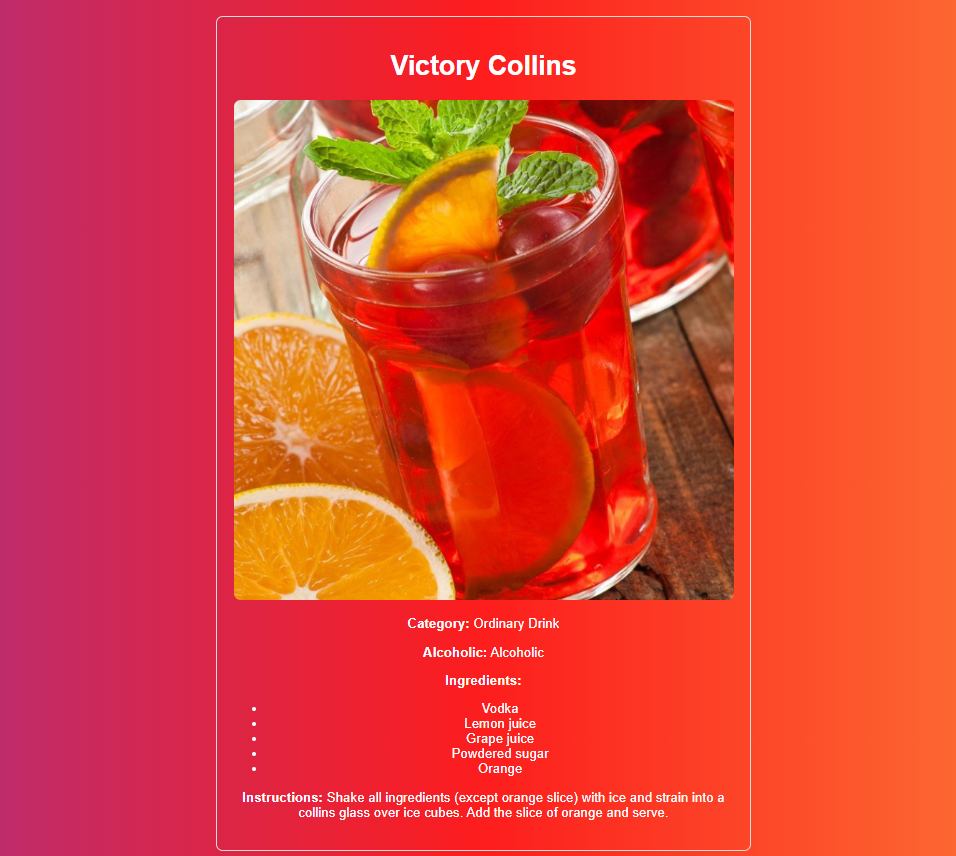 Victory Collins
Category: Ordinary Drink
Alcoholic: Alcoholic
Ingredients:
Vodka
Lemon juice
Grape juice
Powdered sugar
Orange
Instructions: Shake all ingredients (except orange slice) with ice and strain into a
collins glass over ice cubes. Add the slice of orange and serve.